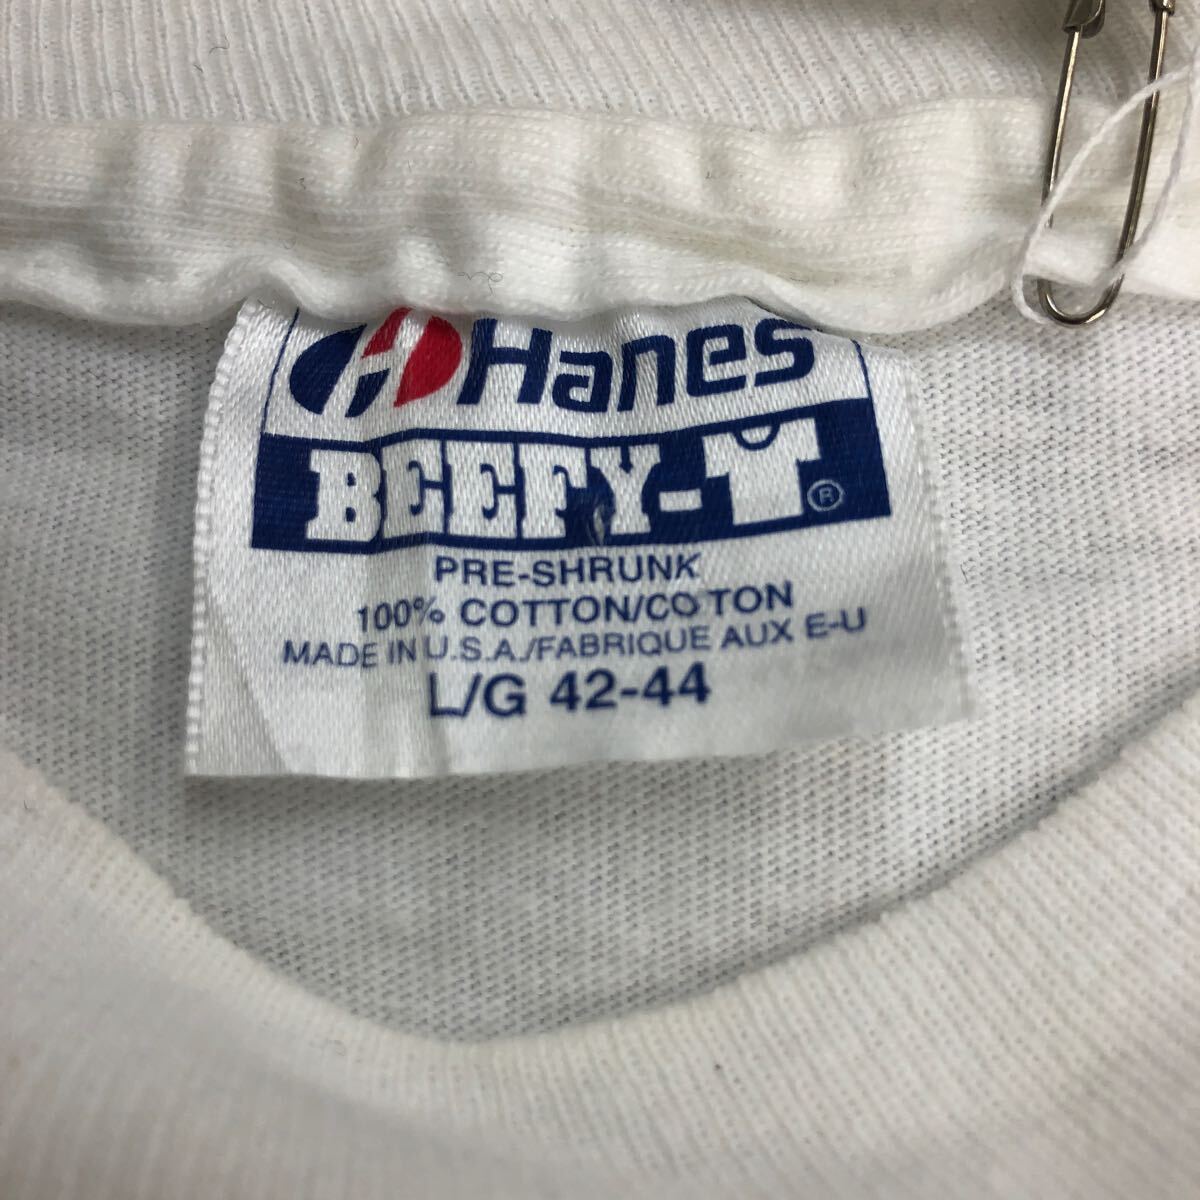 Hanes
BEEFY-T®
PRE-SHRUNK
100% COTTON/COTON
MADE IN U.S.A./FABRIQUE AUX E-U
L/G 42-44